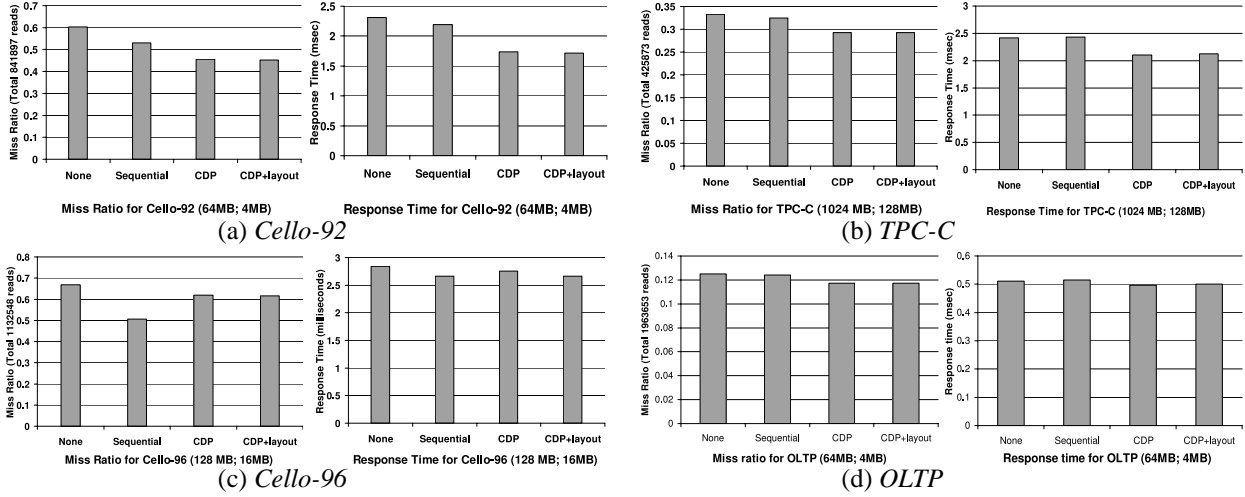 Miss Ratio (Total 841897 reads)
0.7
0.6
0.5
0.4
0.3
0.2
0.1
0
None Sequential CDP CDP+layout
Miss Ratio for Cello-92 (64MB; 4MB)
Response Time (msec)
2.5
2
1.5
1
0.5
0
None Sequential CDP CDP+layout
Response Time for Cello-92 (64MB; 4MB)
(a) Cello-92
Miss Ratio (Total 425873 reads)
0.35
0.3
0.25
0.2
0.15
0.1
0.05
0
None Sequential CDP CDP+layout
Miss Ratio for TPC-C (1024 MB; 128MB)
Response Time (msec)
3
2.5
2
1.5
1
0.5
0
None Sequential CDP CDP+layout
Response Time for TPC-C (1024 MB; 128MB)
(b) TPC-C
Miss Ratio (Total 1132548 reads)
0.8
0.7
0.6
0.5
0.4
0.3
0.2
0.1
0
None Sequential CDP CDP+layout
Miss Ratio for Cello-96 (128 MB; 16MB)
Response Time (milliseconds)
3
2.5
2
1.5
1
0.5
0
None Sequential CDP CDP+layout
Response Time for Cello-96 (128 MB; 16MB)
(c) Cello-96
Miss Ratio (Total 1963653 reads)
0.14
0.12
0.1
0.08
0.06
0.04
0.02
0
None Sequential CDP CDP+layout
Miss ratio for OLTP (64MB; 4MB)
Response time (msec)
0.6
0.5
0.4
0.3
0.2
0.1
0
None Sequential CDP CDP+layout
Response time for OLTP (64MB; 4MB)
(d) OLTP